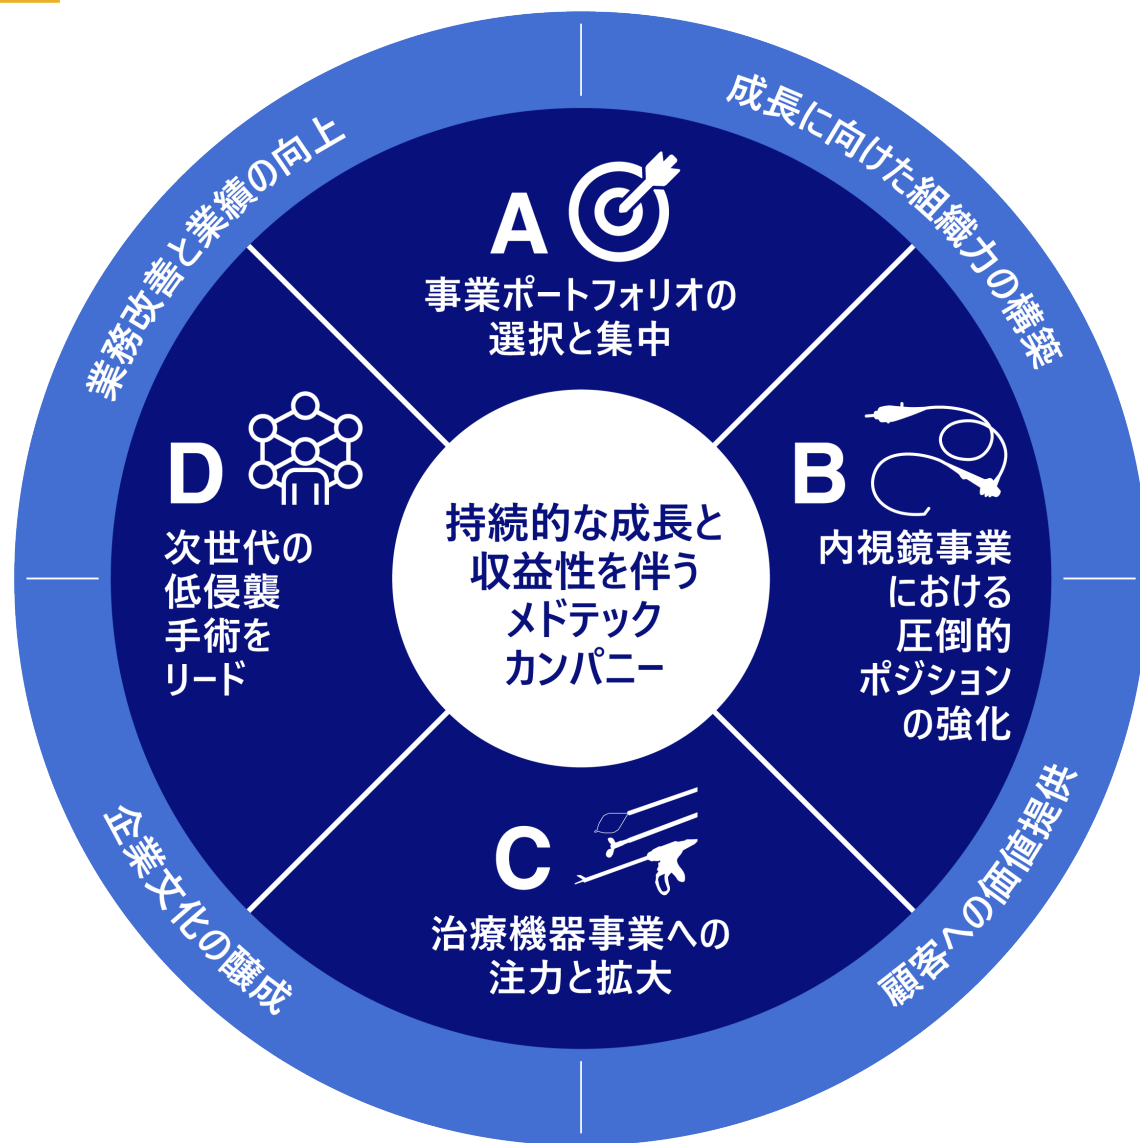 業務改善と業績の向上
成長に向けた組織力の構築
A
事業ポートフォリオの
選択と集中
B
内視鏡事業
における
圧倒的
ポジション
の強化
C
治療機器事業への
注力と拡大
D
次世代の
低侵襲
手術を
リード
持続的な成長と
収益性を伴う
メドテック
カンパニー
企業文化の醸成
顧客への価値提供